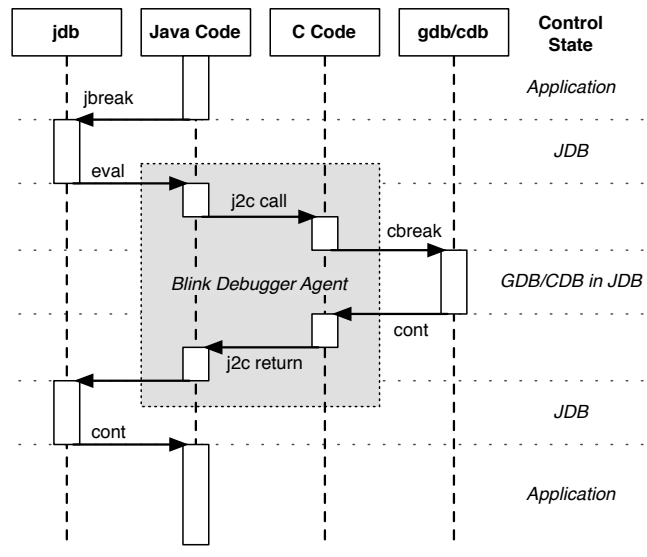 jdb Java Code C Code gdb/cdb Control State
Application
jbreak
JDB
eval
j2c call
cbreak
Blink Debugger Agent GDB/CDB in JDB
cont
j2c return
JDB
cont
Application